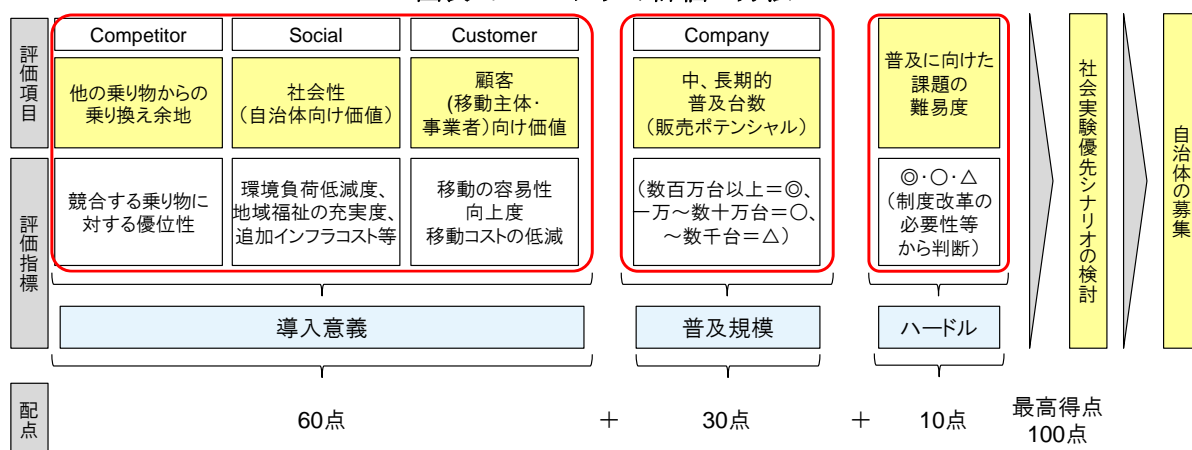 評価項目
Competitor
Social
Customer
Company
他の乗り物からの
乗り換え余地
社会性
(自治体向け価値)
顧客
(移動主体・
事業者)向け価値
中、長期的
普及台数
(販売ポテンシャル)
普及に向けた
課題の
難易度
評価指標
競合する乗り物に
対する優位性
環境負荷低減度、
地域福祉の充実度、
追加インフラコスト等
移動の容易性
向上度
移動コストの低減
(数百万台以上=◎、
一万~数十万台=○、
~数千台=△)
◎・○・△
(制度改革の
必要性等
から判断)
導入意義
普及規模
ハードル
社会実験優先シナリオの検討
自治体の募集
配点
60点
+
30点
+
10点
最高得点
100点